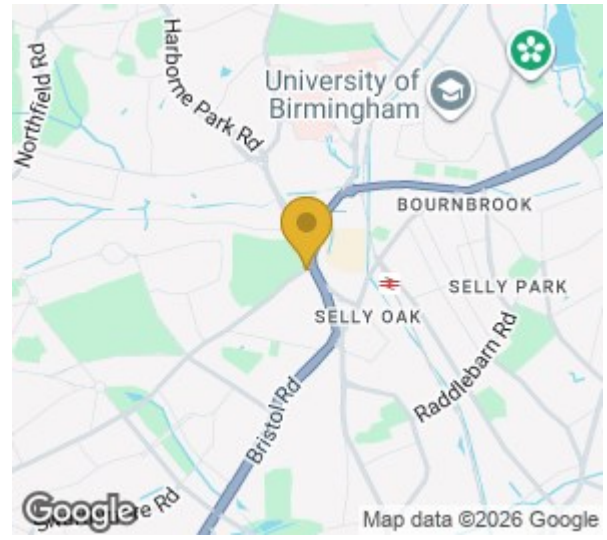 Northfield Rd
Harborne Park Rd
University of
Birmingham
BOURNBROOK
SELLY PARK
SELLY OAK
Raddlebarn Rd
Bristol Rd
Google
Map data ©2026 Google